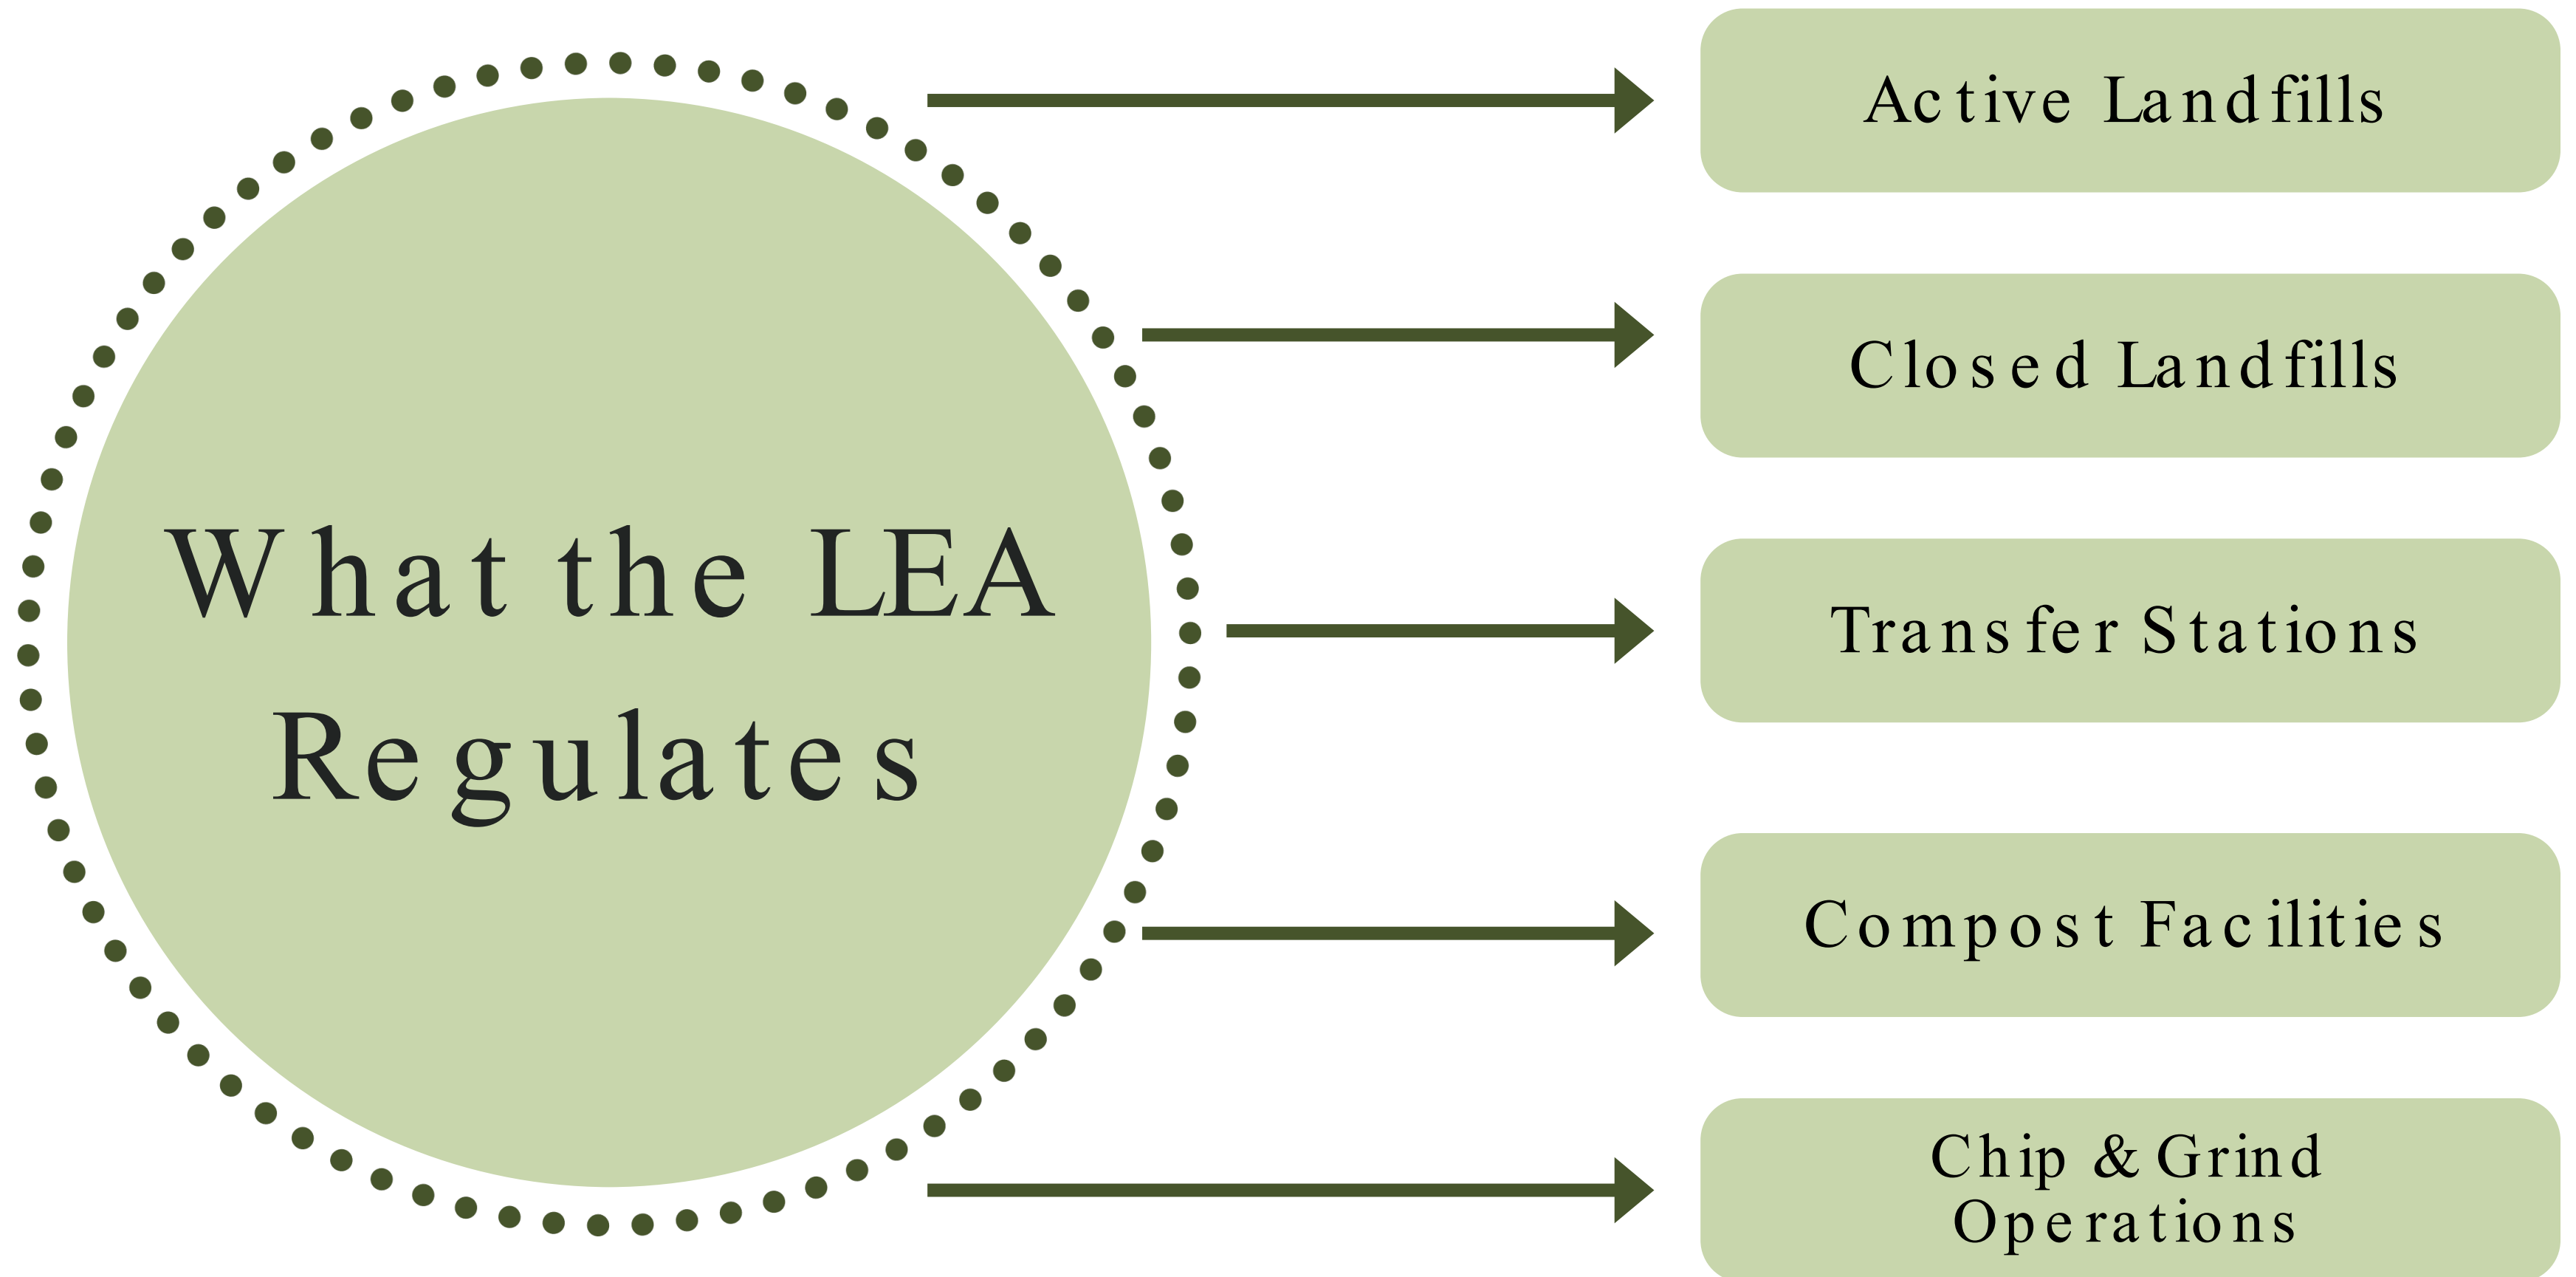 What the LEA
Regulates
Active Landfills
Closed Landfills
Transfer Stations
Compost Facilities
Chip & Grind
Operations